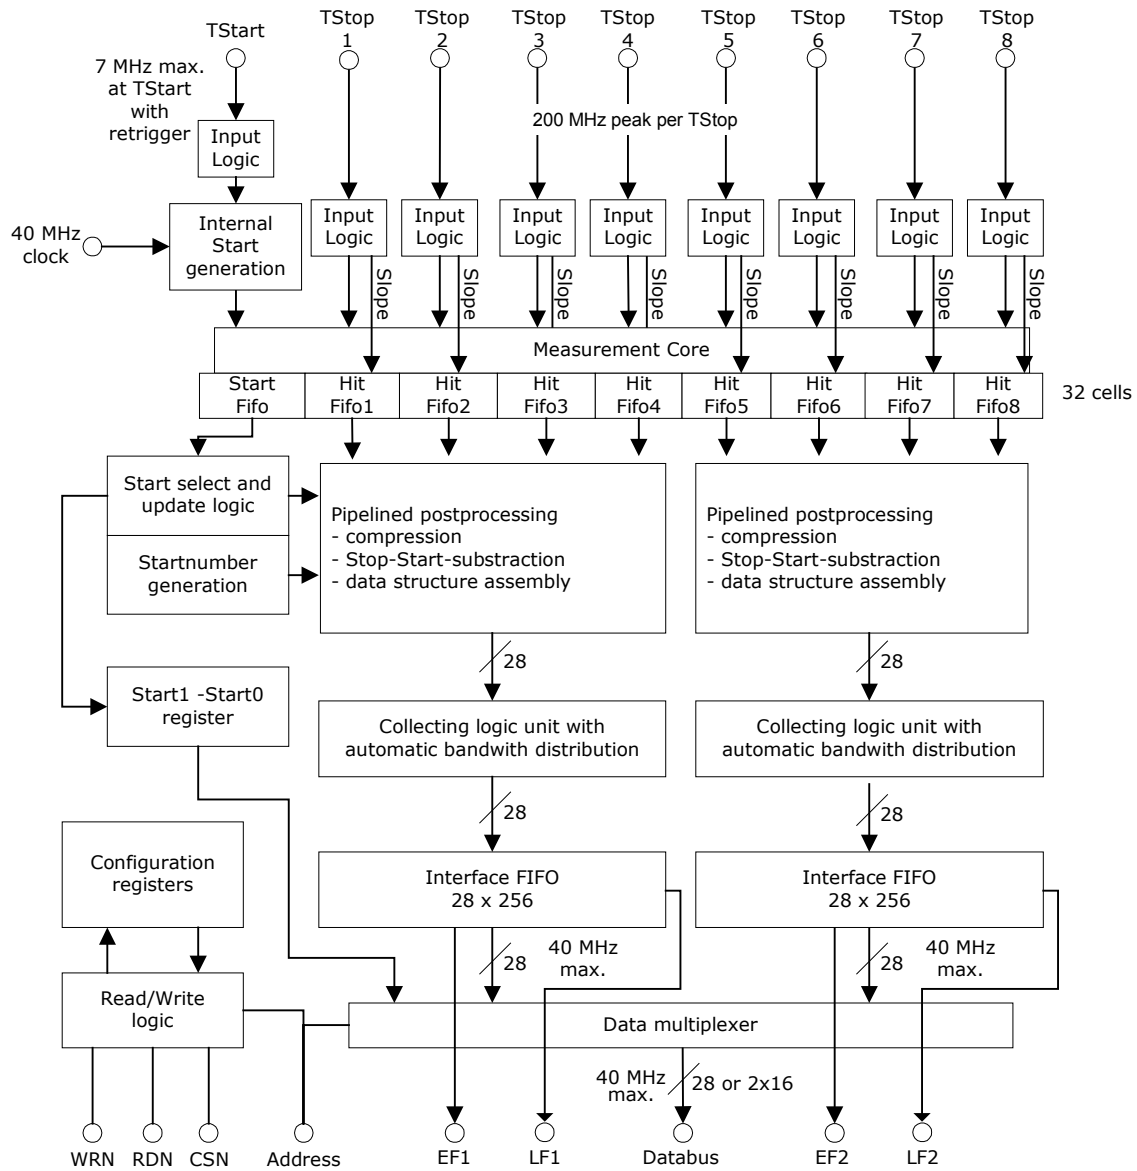 TStart
TStop
1
TStop
2
TStop
3
TStop
4
TStop
5
TStop
6
TStop
7
TStop
8
7 MHz max.
at TStart
with
retrigger
200 MHz peak per TStop
Input
Logic
40 MHz
clock
Internal
Start
generation
Input
Logic
Input
Logic
Input
Logic
Input
Logic
Input
Logic
Input
Logic
Input
Logic
Input
Logic
Slope
Slope
Slope
Slope
Slope
Slope
Slope
Slope
Measurement Core
Start
Fifo
Hit
Fifo1
Hit
Fifo2
Hit
Fifo3
Hit
Fifo4
Hit
Fifo5
Hit
Fifo6
Hit
Fifo7
Hit
Fifo8
32 cells
Start select and
update logic
Startnumber
generation
Pipelined postprocessing
- compression
- Stop-Start-substraction
- data structure assembly
Pipelined postprocessing
- compression
- Stop-Start-substraction
- data structure assembly
28
28
Start1 -Start0
register
Collecting logic unit with
automatic bandwith distribution
Collecting logic unit with
automatic bandwith distribution
28
28
Configuration
registers
Interface FIFO
28 x 256
Interface FIFO
28 x 256
28
40 MHz
max.
28
40 MHz
max.
Read/Write
logic
Data multiplexer
40 MHz
max.
28 or 2x16
WRN
RDN
CSN
Address
EF1
LF1
Databus
EF2
LF2